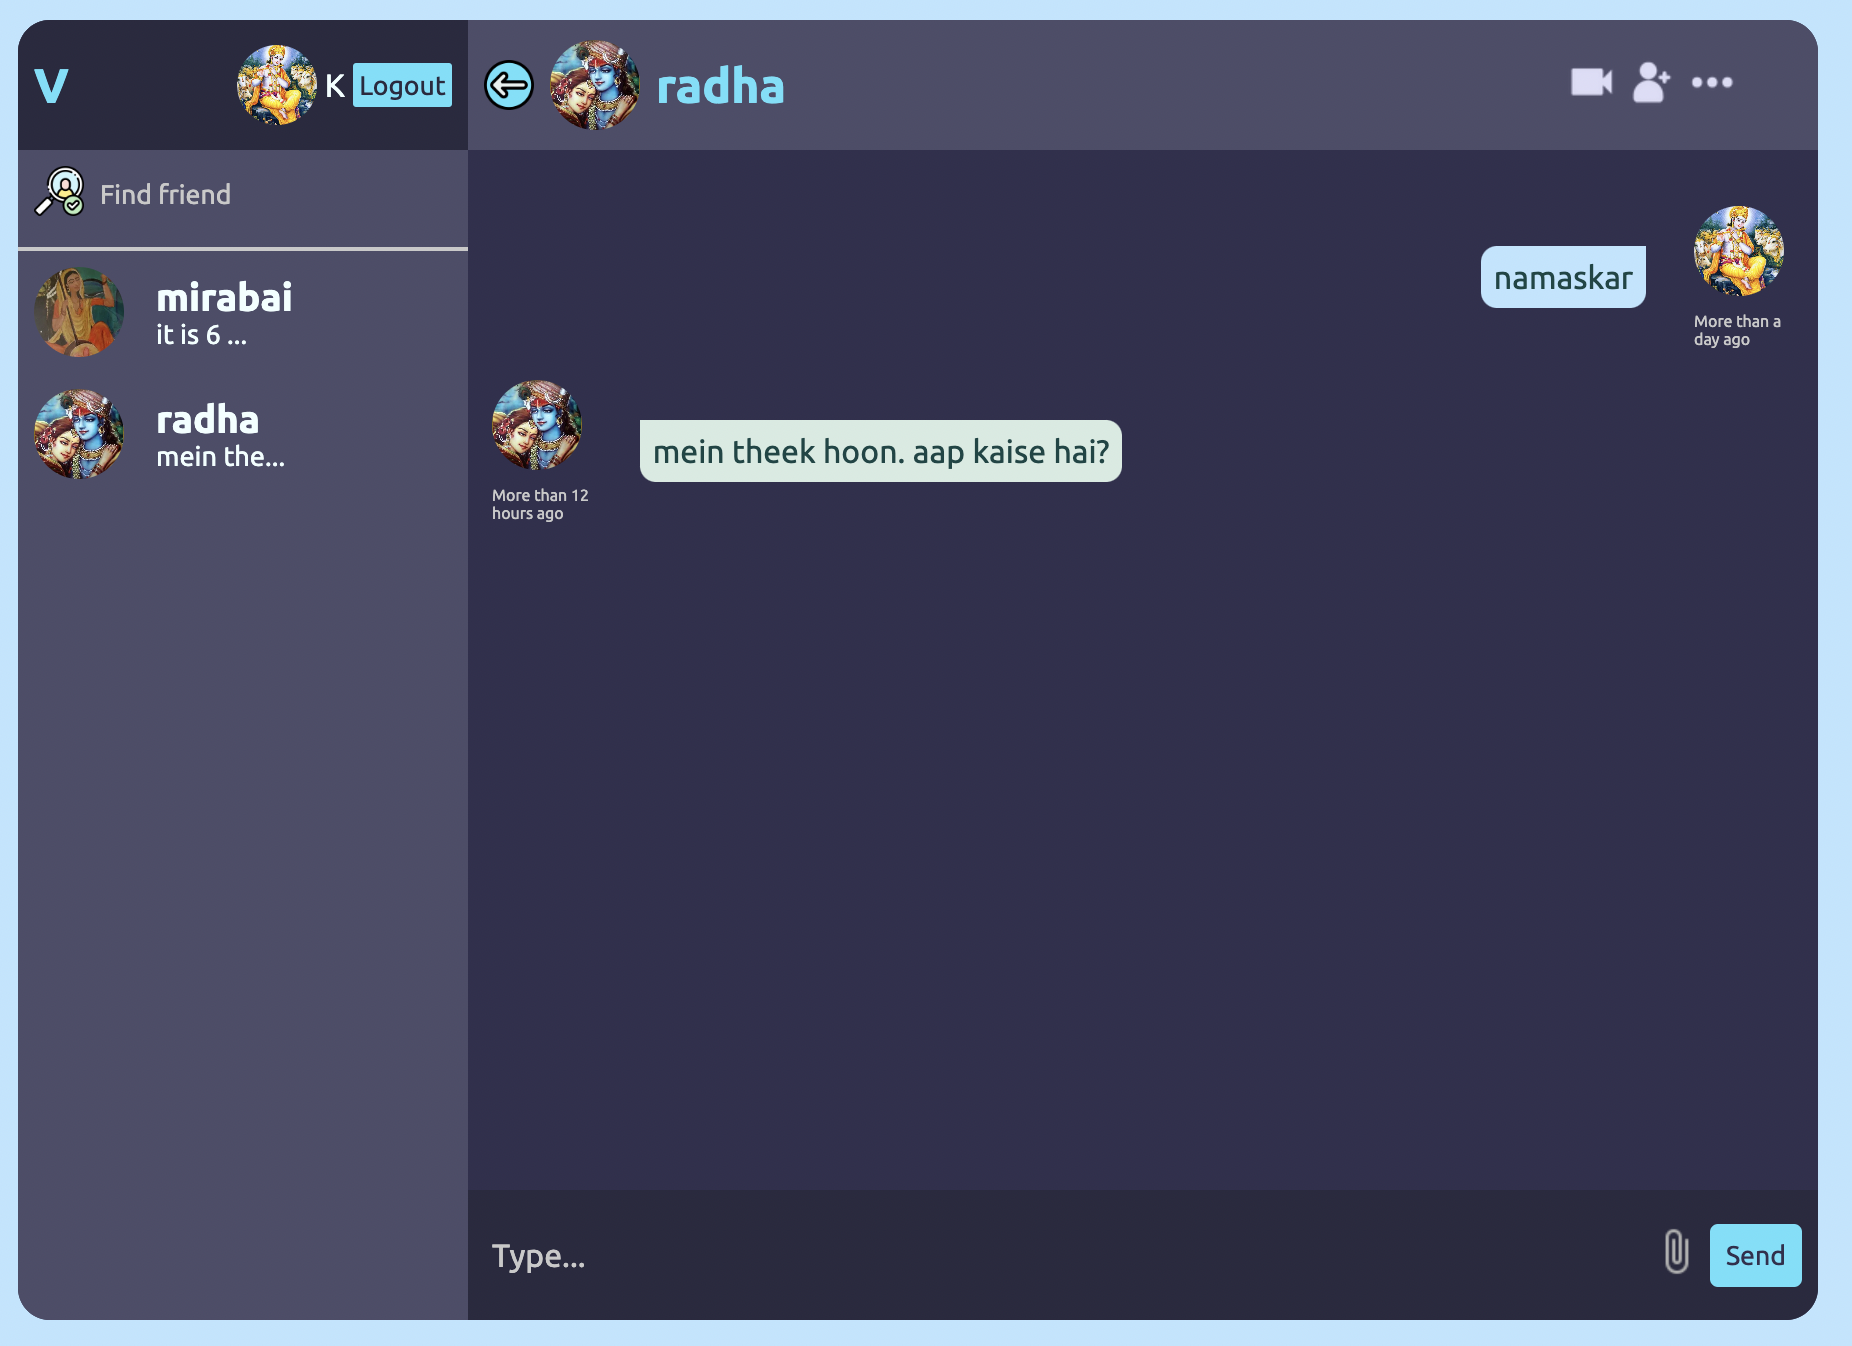 V
K
Logout
radha
Find friend
mirabai
it is 6 ...
radha
mein the...
namaskar
More than a
day ago
mein theek hoon. aap kaise hai?
More than 12
hours ago
Type...
Send